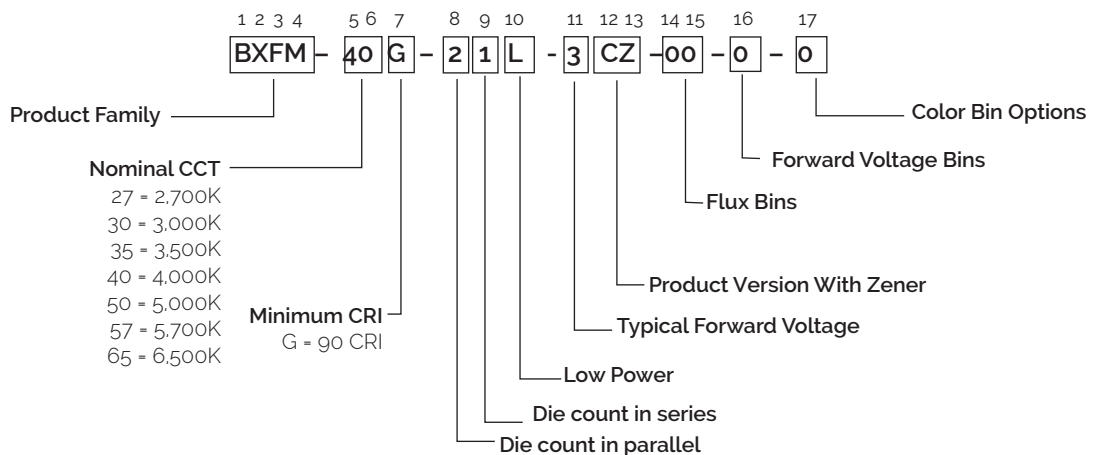 1 2 3 4 5 6 7 8 9 10 11 12 13 14 15 16 17
BXFM – 40 G – 2 1 L - 3 CZ –00 – 0 – 0
Product Family
Color Bin Options
Nominal CCT
27 = 2,700K
30 = 3,000K
35 = 3,500K
40 = 4,000K
50 = 5,000K
57 = 5,700K
65 = 6,500K
Forward Voltage Bins
Flux Bins
Product Version With Zener
Minimum CRI
G = 90 CRI
Typical Forward Voltage
Low Power
Die count in series
Die count in parallel